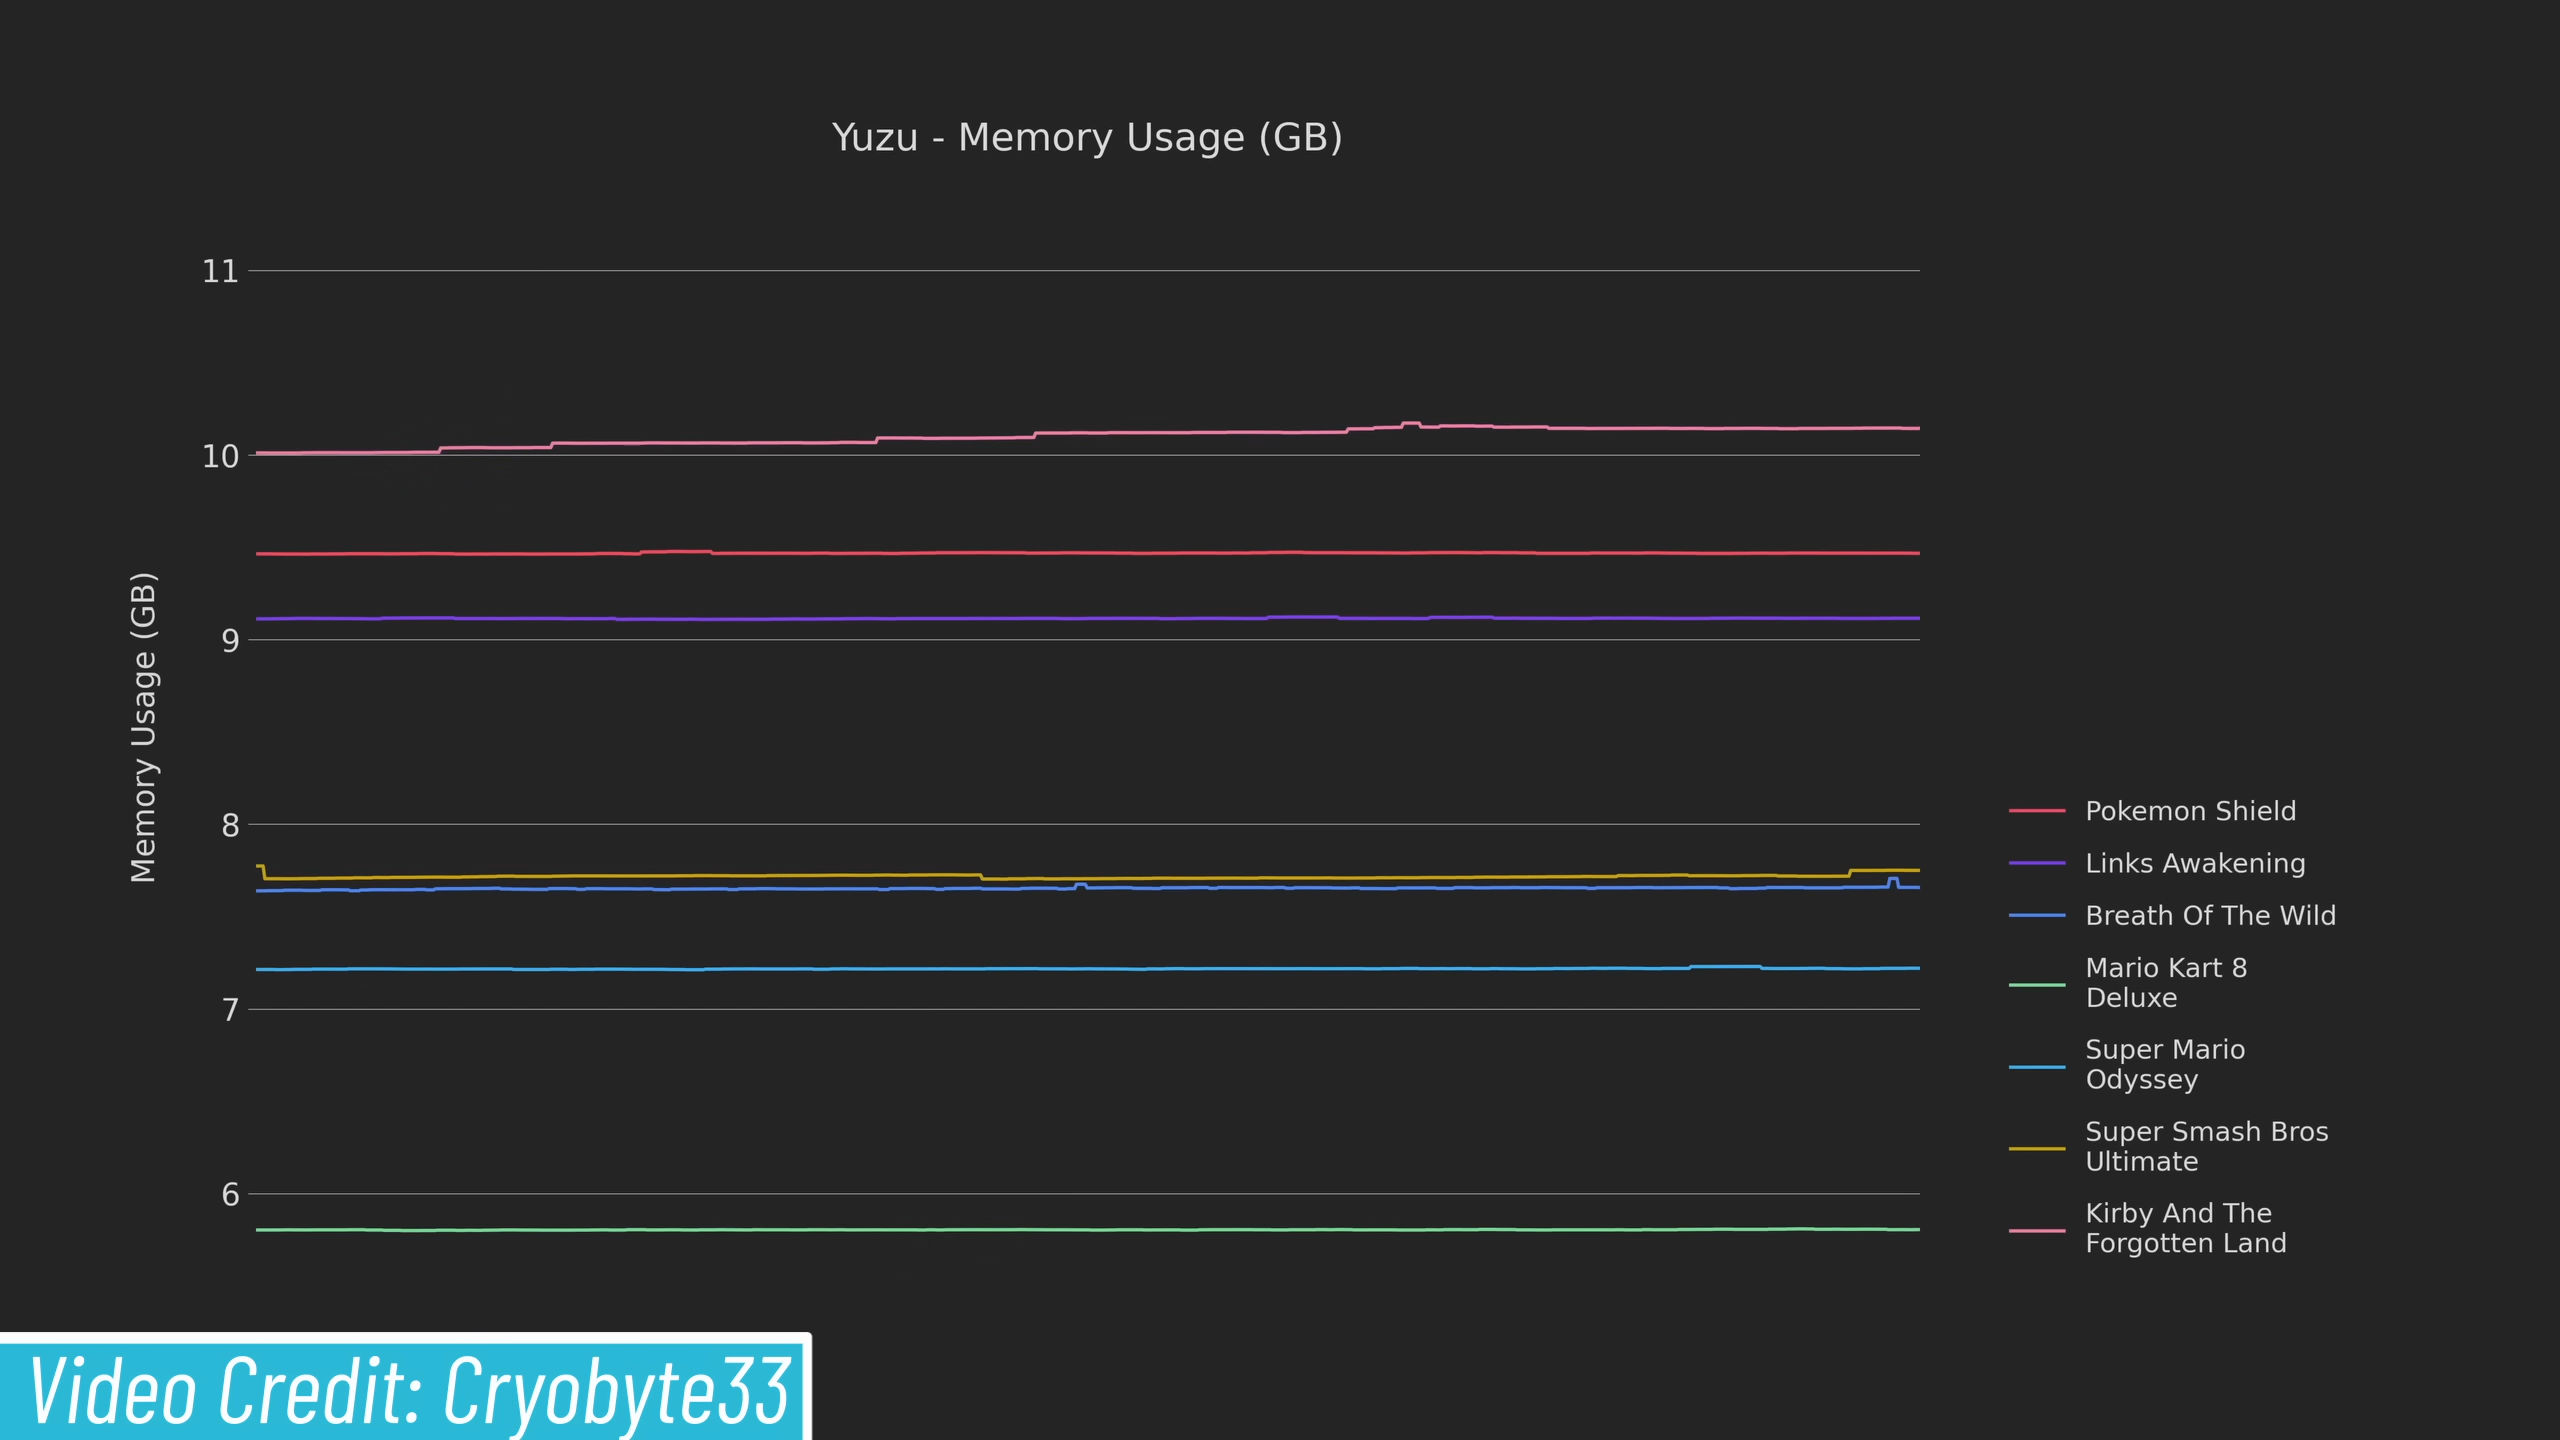 Yuzu - Memory Usage (GB)
Memory Usage (GB)
11
10
9
8
7
6
Pokemon Shield
Links Awakening
Breath Of The Wild
Mario Kart 8
Deluxe
Super Mario
Odyssey
Super Smash Bros
Ultimate
Kirby And The
Forgotten Land
Video Credit: Cryobyte33